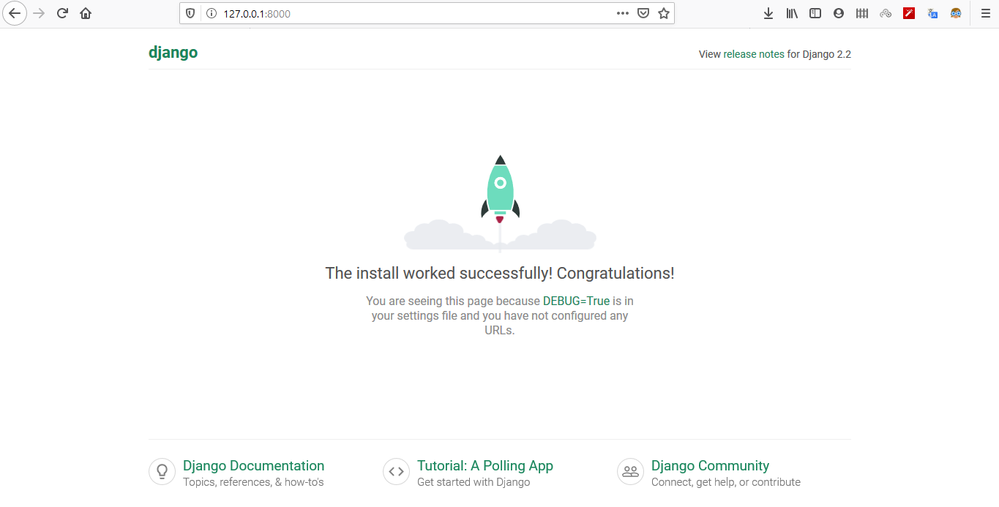 127.0.0.1:8000
django
View release notes for Django 2.2
The install worked successfully! Congratulations!
You are seeing this page because DEBUG=True is in
your settings file and you have not configured any
URLs.
Django Documentation
Topics, references, & how-to's
Tutorial: A Polling App
Get started with Django
Django Community
Connect, get help, or contribute